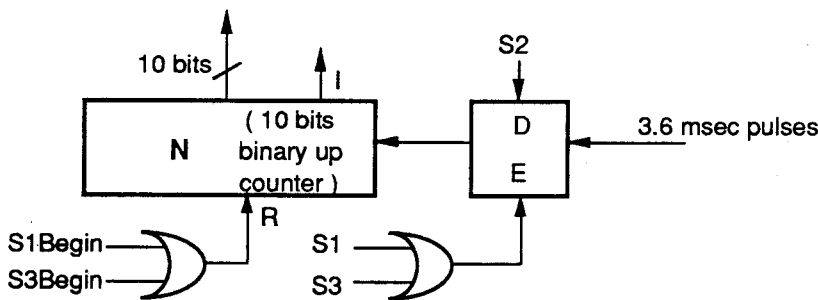 10 bits
I
S2
N
( 10 bits
binary up
counter )
D
E
3.6 msec pulses
R
S1Begin
S3Begin
S1
S3